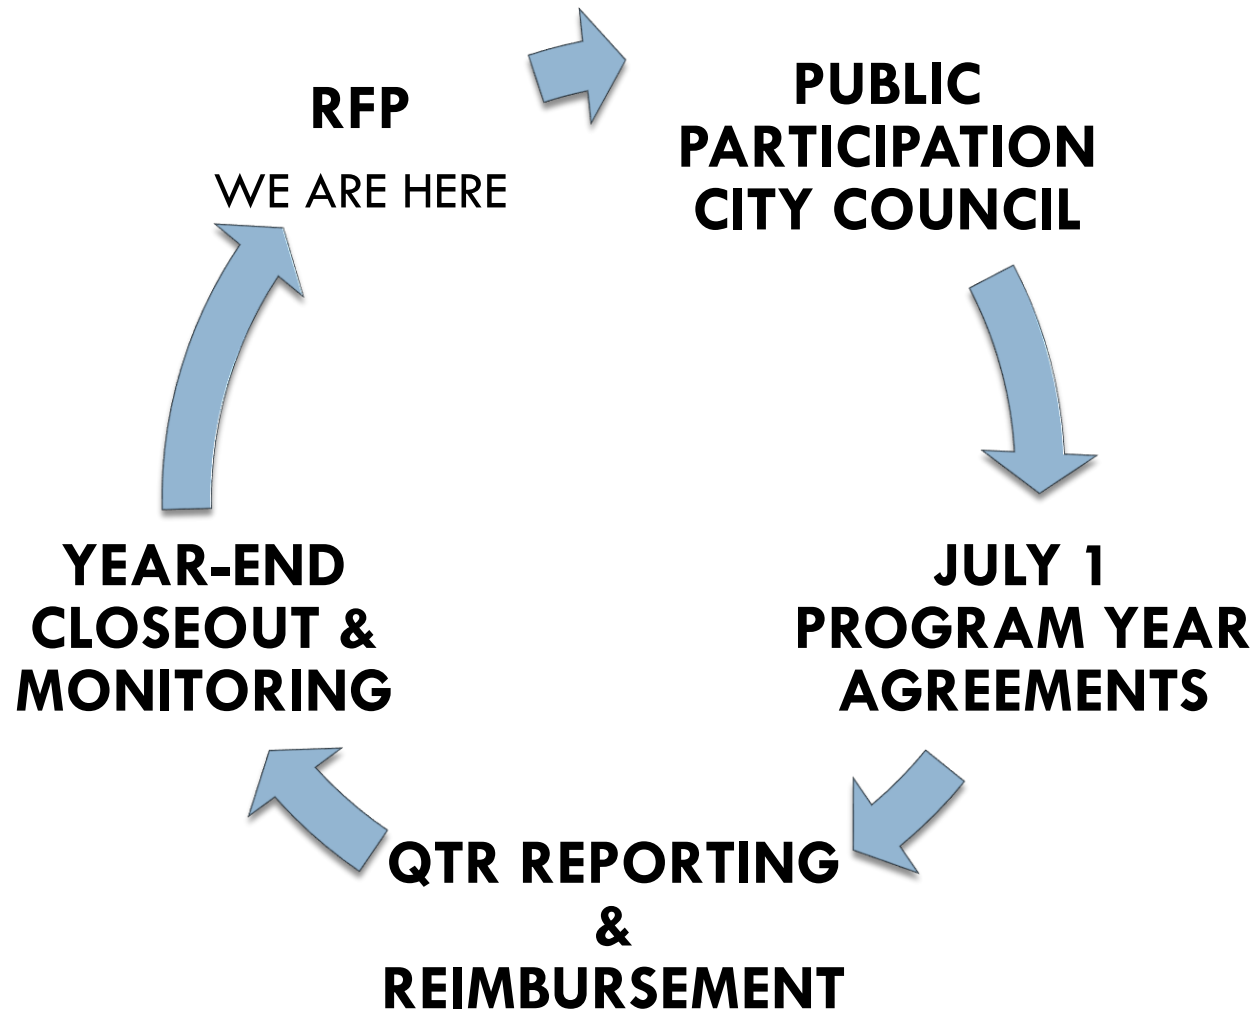 RFP
WE ARE HERE
PUBLIC
PARTICIPATION
CITY COUNCIL
JULY 1
PROGRAM YEAR
AGREEMENTS
QTR REPORTING
&
REIMBURSEMENT
YEAR-END
CLOSEOUT &
MONITORING